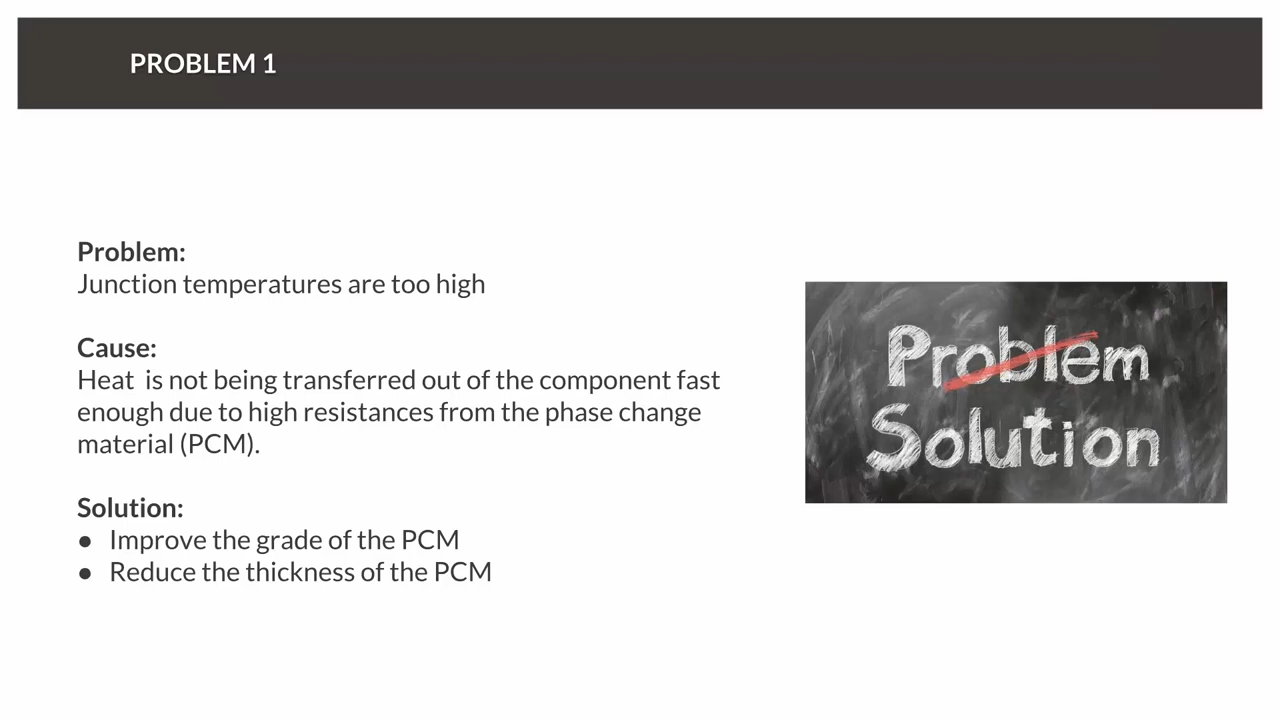 PROBLEM 1
Problem:
Junction temperatures are too high
Cause:
Heat  is not being transferred out of the component fast
enough due to high resistances from the phase change
material (PCM).
Solution:
● Improve the grade of the PCM
● Reduce the thickness of the PCM
Problem
Solution